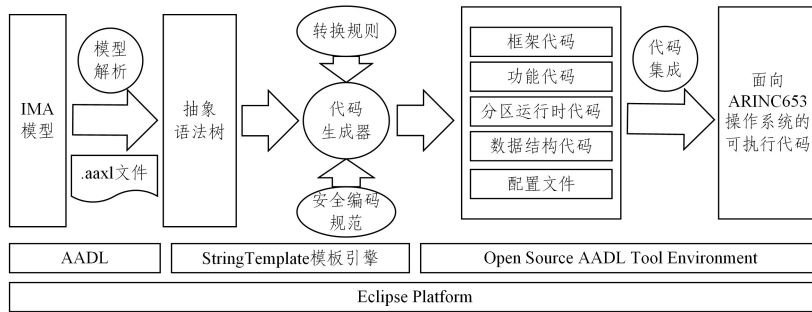 IMA
模型
模型
解析
.aaxl文件
抽象
语法树
转换规则
代码
生成器
安全编码
规范
框架代码
功能代码
分区运行时代码
数据结构代码
配置文件
代码
集成
面向
ARINC653
操作系统的
可执行代码
AADL
StringTemplate模板引擎
Open Source AADL Tool Environment
Eclipse Platform